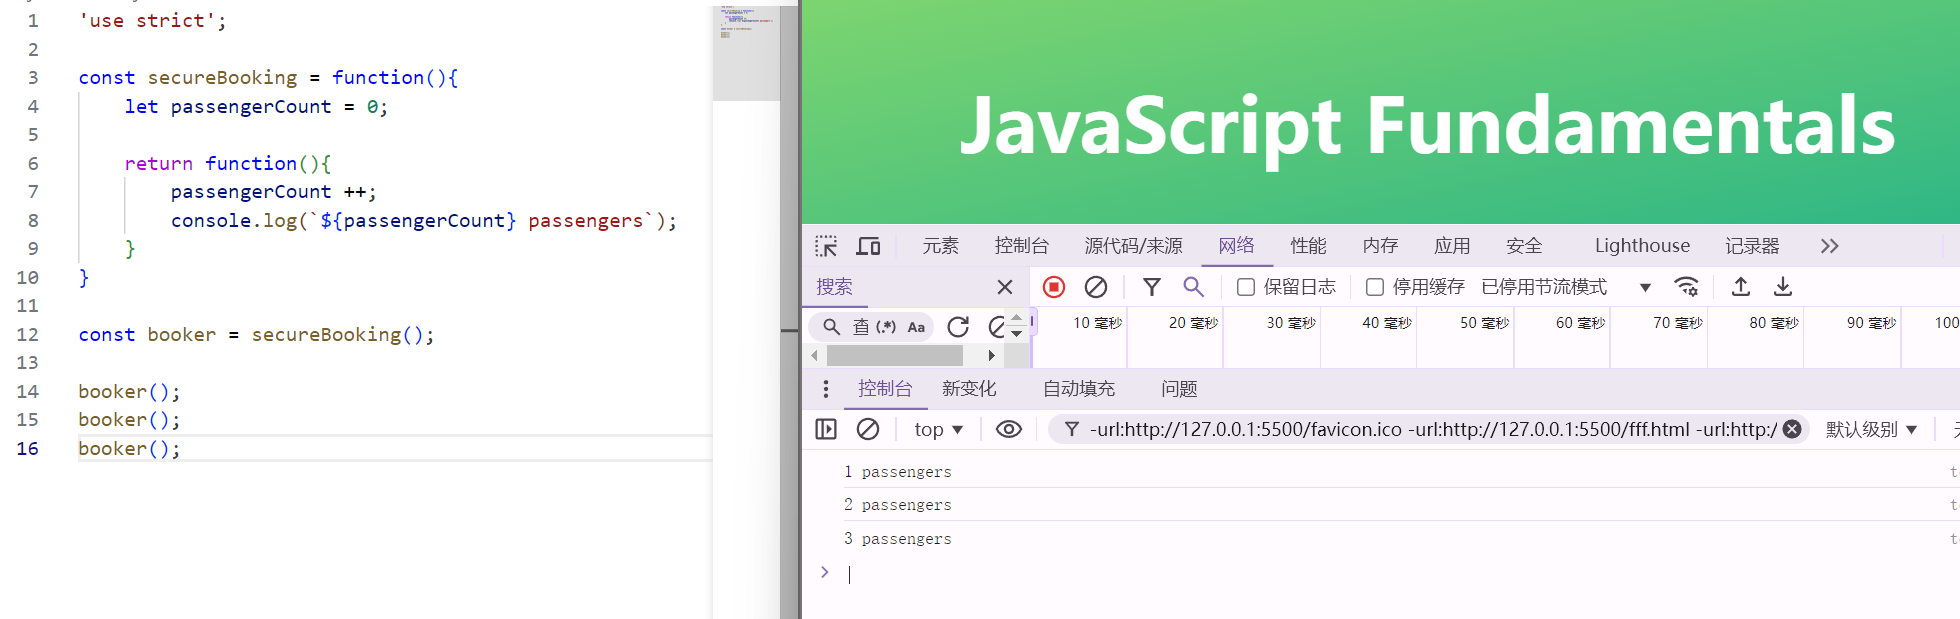 1 'use strict';
2
3 const secureBooking = function(){
4 let passengerCount = 0;
5
6 return function(){
7 passengerCount ++;
8 console.log(`${passengerCount} passengers`);
9 }
10 }
11
12 const booker = secureBooking();
13
14 booker();
15 booker();
16 booker();
JavaScript Fundamentals
元素 控制台 源代码/来源 网络 性能 内存 应用 安全 Lighthouse 记录器
搜索
保留日志 停用缓存 已停用节流模式
查 (.*) Aa
10 毫秒 20 毫秒 30 毫秒 40 毫秒 50 毫秒 60 毫秒 70 毫秒 80 毫秒 90 毫秒 100
控制台 新变化 自动填充 问题
top -url:http://127.0.0.1:5500/favicon.ico -url:http://127.0.0.1:5500/fff.html -url:http:/ 默认级别
1 passengers
2 passengers
3 passengers